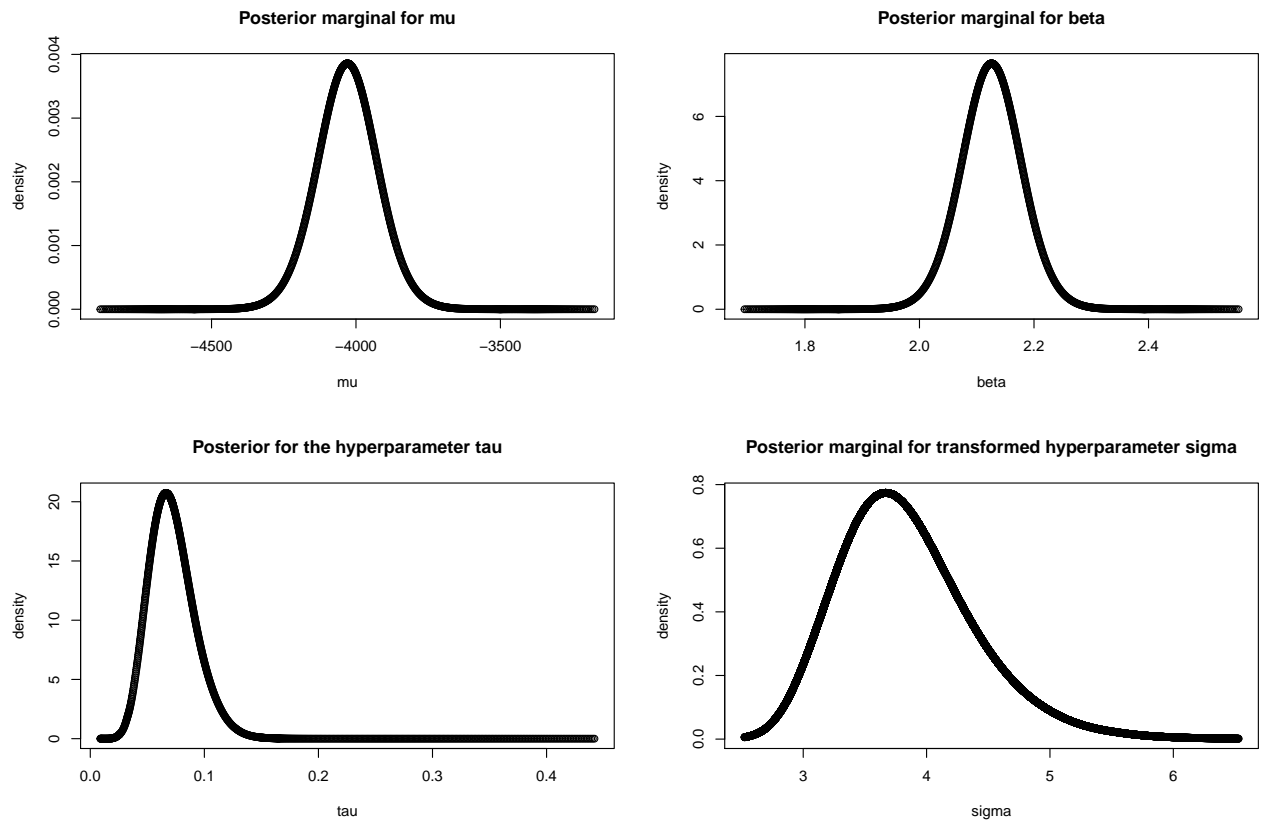 Posterior marginal for mu
density
0.000 0.001 0.002 0.003 0.004
−4500 −4000 −3500
mu
Posterior marginal for beta
density
0 2 4 6
1.8 2.0 2.2 2.4
beta
Posterior for the hyperparameter tau
density
0 5 10 15 20
0.0 0.1 0.2 0.3 0.4
tau
Posterior marginal for transformed hyperparameter sigma
density
0.0 0.2 0.4 0.6 0.8
3 4 5 6
sigma